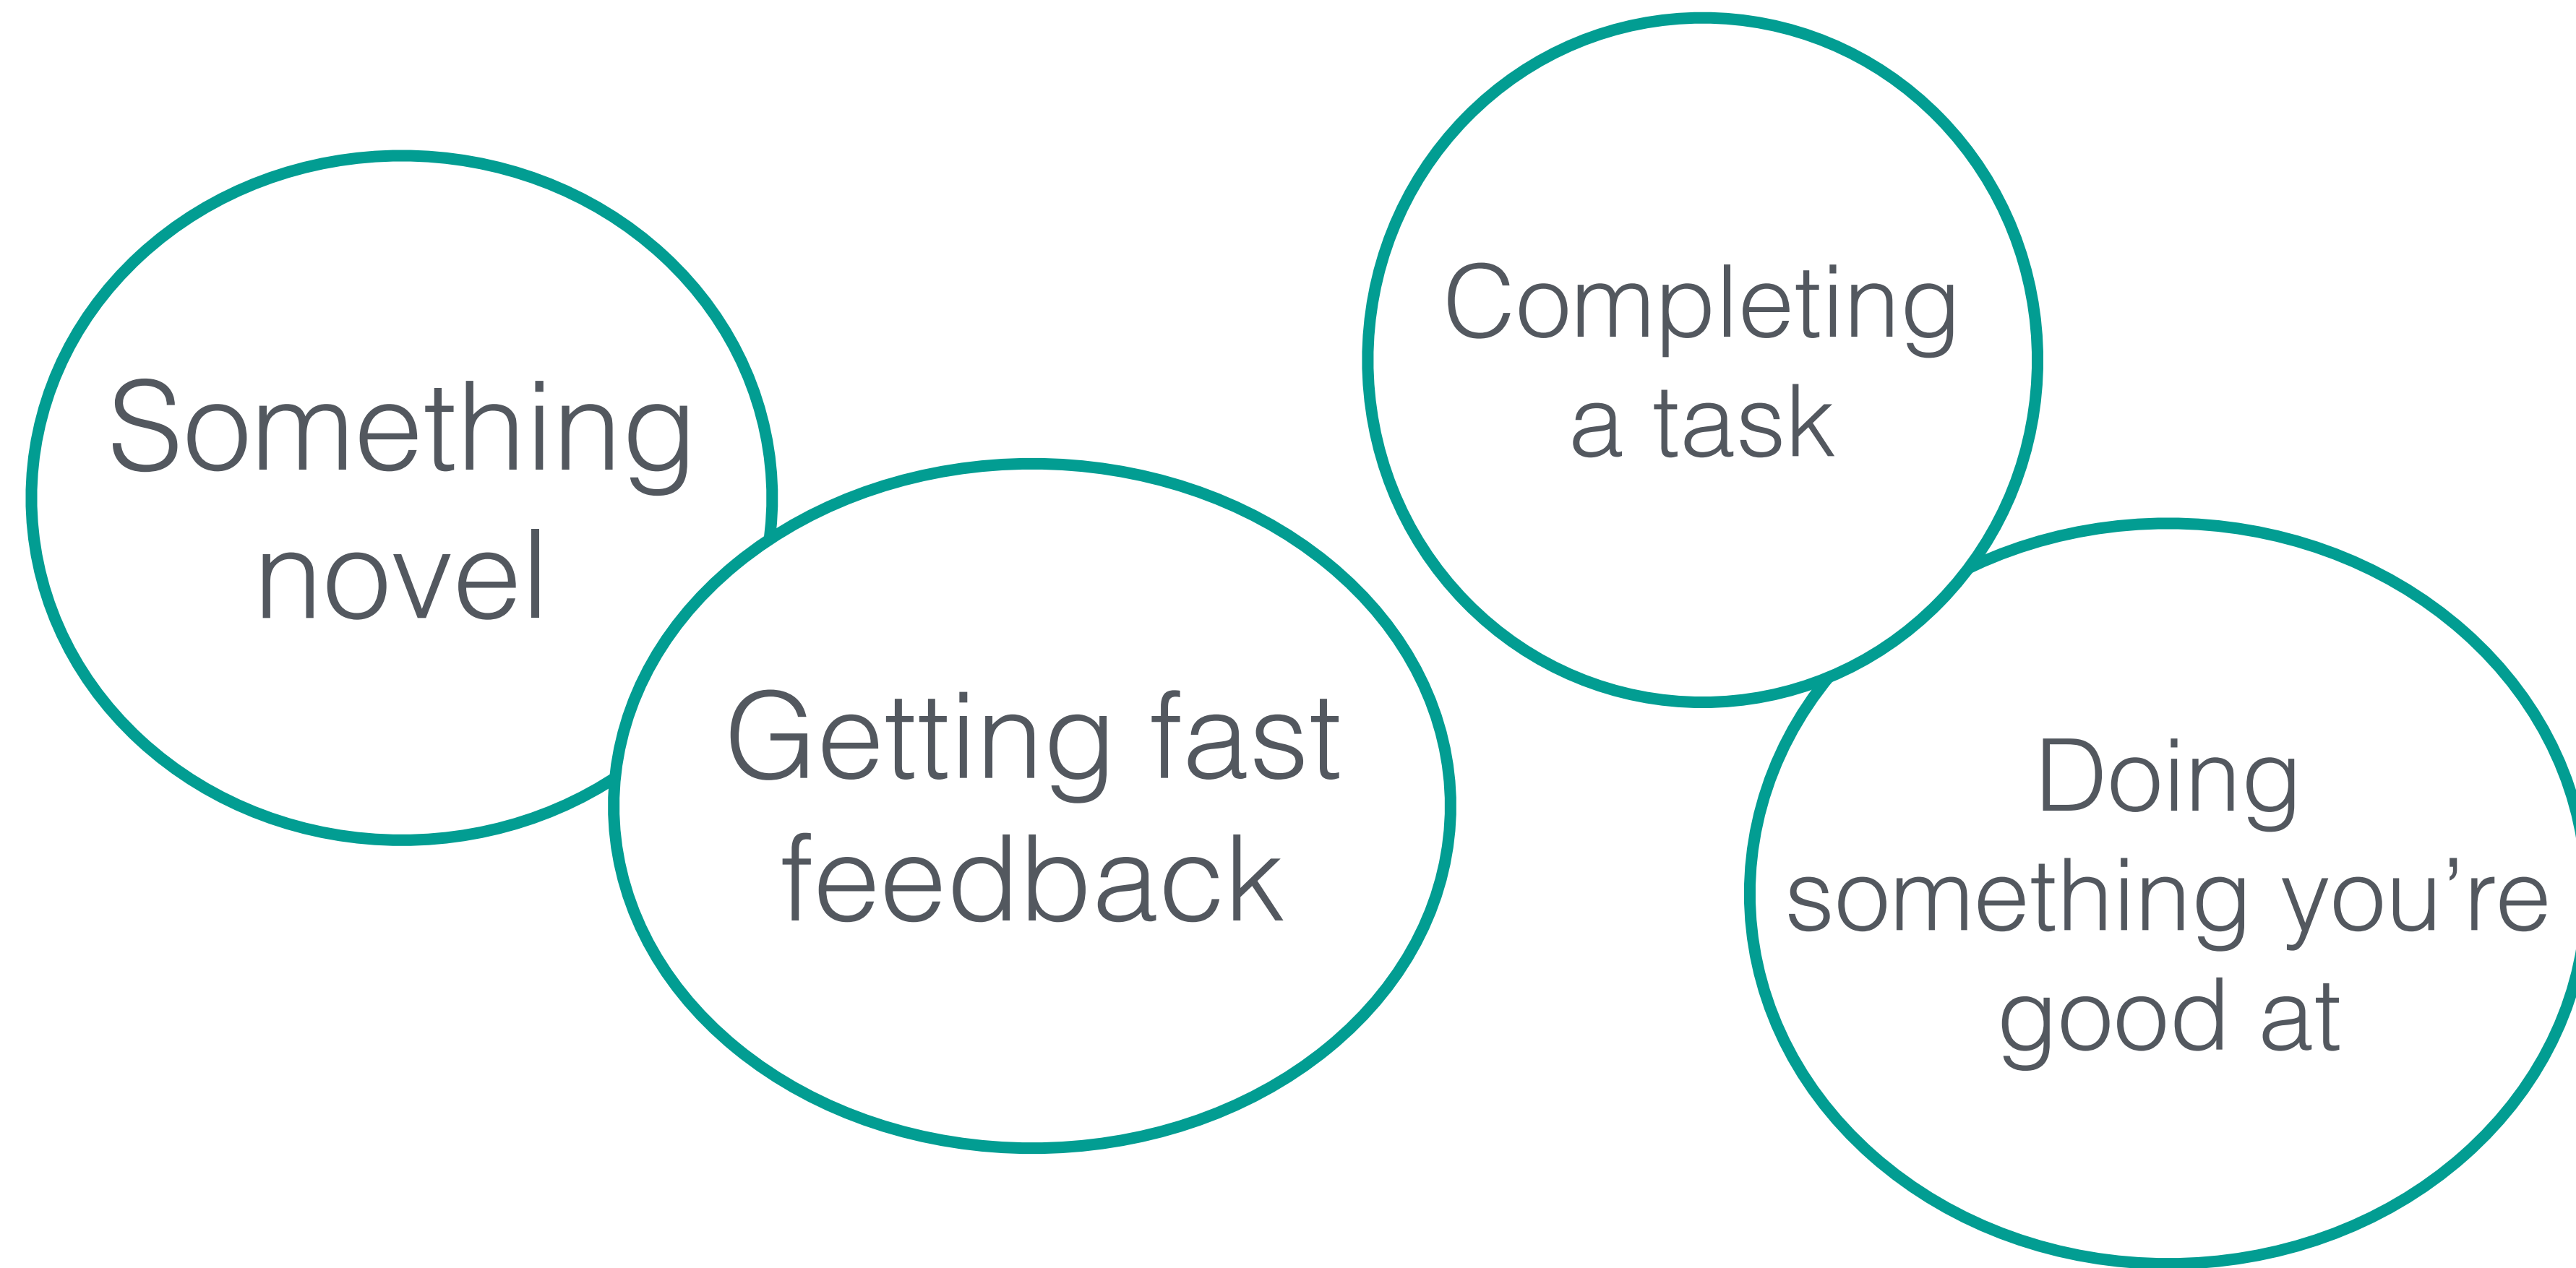 Something
novel
Getting fast
feedback
Completing
a task
Doing
something you’re
good at